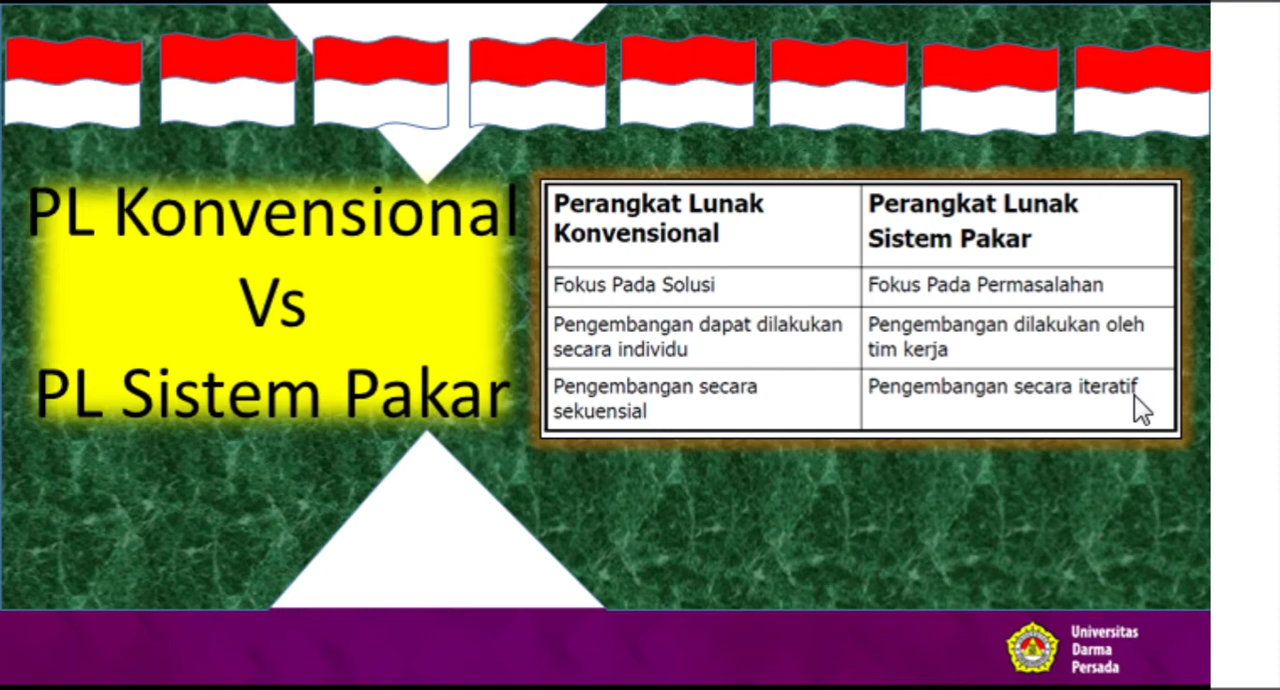 PL Konvensional
Vs
PL Sistem Pakar
Perangkat Lunak
Konvensional
Perangkat Lunak
Sistem Pakar
Fokus Pada Solusi
Fokus Pada Permasalahan
Pengembangan dapat dilakukan
secara individu
Pengembangan dilakukan oleh
tim kerja
Pengembangan secara
sekuensial
Pengembangan secara iteratif
Universitas
Darma
Persada